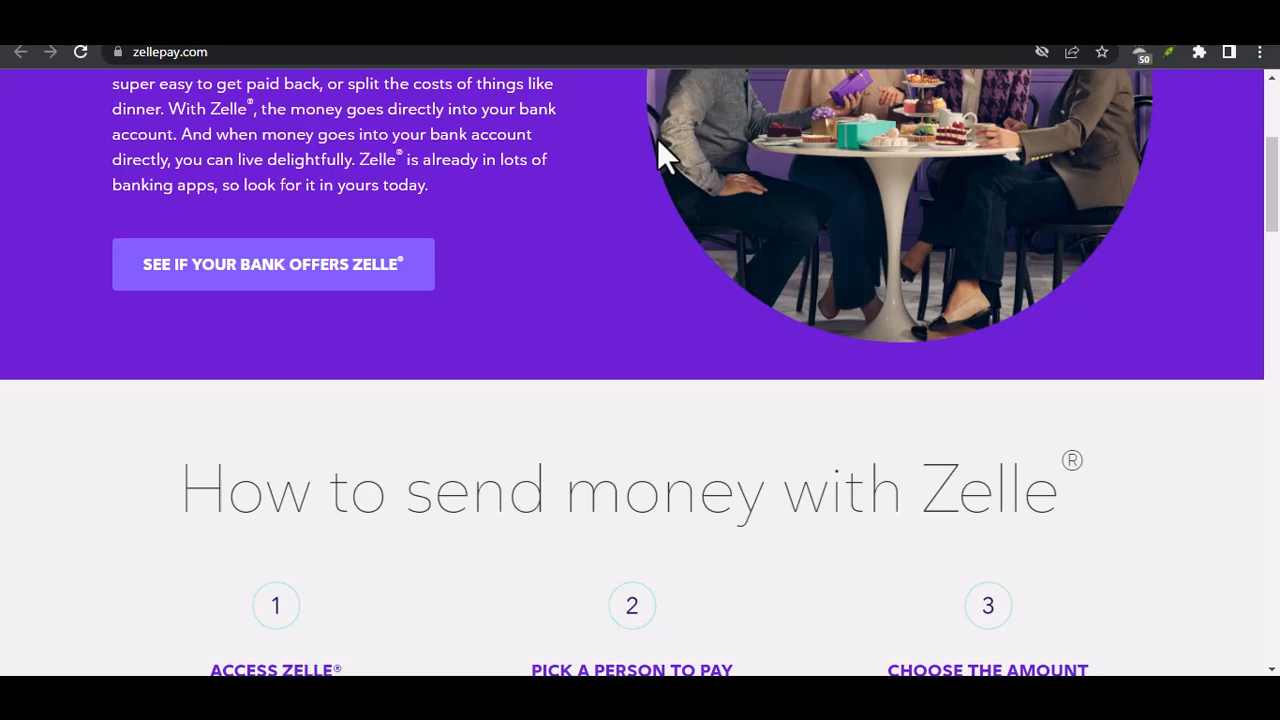 zellepay.com
50
super easy to get paid back, or split the costs of things like
dinner. With Zelle®, the money goes directly into your bank
account. And when money goes into your bank account
directly, you can live delightfully. Zelle® is already in lots of
banking apps, so look for it in yours today.
SEE IF YOUR BANK OFFERS ZELLE®
How to send money with Zelle®
1
2
3
ACCESS ZELLE®
PICK A PERSON TO PAY
CHOOSE THE AMOUNT